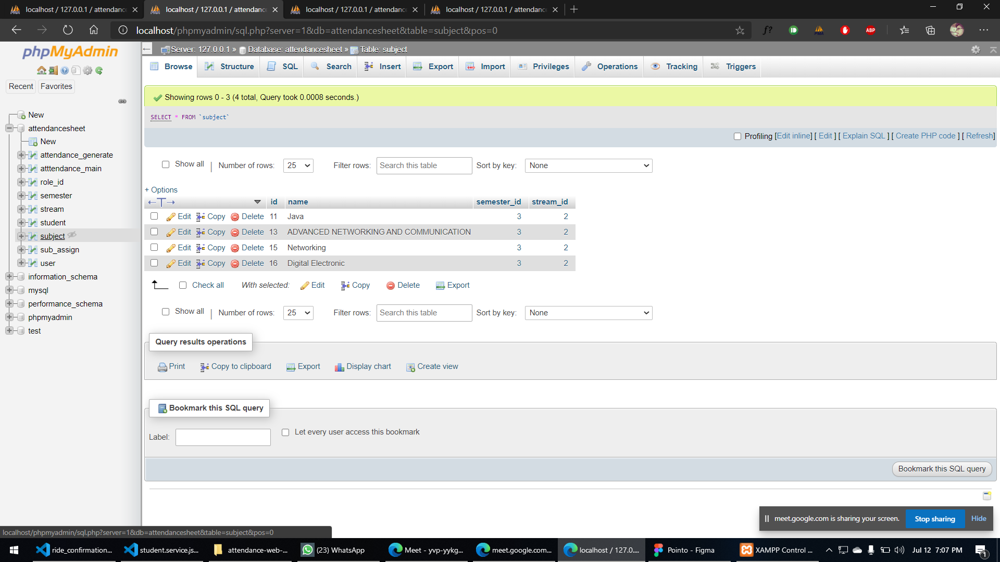 localhost / 127.0.0.1 / attendance
localhost / 127.0.0.1 / attendance
localhost / 127.0.0.1 / attendance
localhost / 127.0.0.1 / attendance
localhost/phpmyadmin/sql.php?server=1&db=attendancesheet&table=subject&pos=0
f?
PMA
ABP
phpMyAdmin
Server: 127.0.0.1 » Database: attendancesheet » Table: subject
Browse Structure SQL Search Insert Export Import Privileges Operations Tracking Triggers
Recent Favorites
New
attendancesheet
New
attendance_generate
atttendance_main
role_id
semester
stream
student
subject
sub_assign
user
information_schema
mysql
performance_schema
phpmyadmin
test
Showing rows 0 - 3 (4 total, Query took 0.0008 seconds.)
SELECT * FROM `subject`
Profiling [Edit inline] [ Edit ] [ Explain SQL ] [ Create PHP code ] [ Refresh]
Show all | Number of rows: 25 Filter rows: Search this table Sort by key: None
+ Options
←T→ id name semester_id stream_id
Edit Copy Delete 11 Java 3 2
Edit Copy Delete 13 ADVANCED NETWORKING AND COMMUNICATION 3 2
Edit Copy Delete 15 Networking 3 2
Edit Copy Delete 16 Digital Electronic 3 2
Check all With selected: Edit Copy Delete Export
Show all | Number of rows: 25 Filter rows: Search this table Sort by key: None
Query results operations
Print Copy to clipboard Export Display chart Create view
Bookmark this SQL query
Label: Let every user access this bookmark
Bookmark this SQL query
meet.google.com is sharing your screen. Stop sharing Hide
localhost/phpmyadmin/sql.php?server=1&db=attendancesheet&table=subject&pos=0
ride_confirmation... student.service.js... attendance-web-... (23) WhatsApp Meet - yvp-yykg... meet.google.com... localhost / 127.0.... Pointo - Figma XAMPP Control ... Jul 12 7:07 PM 1